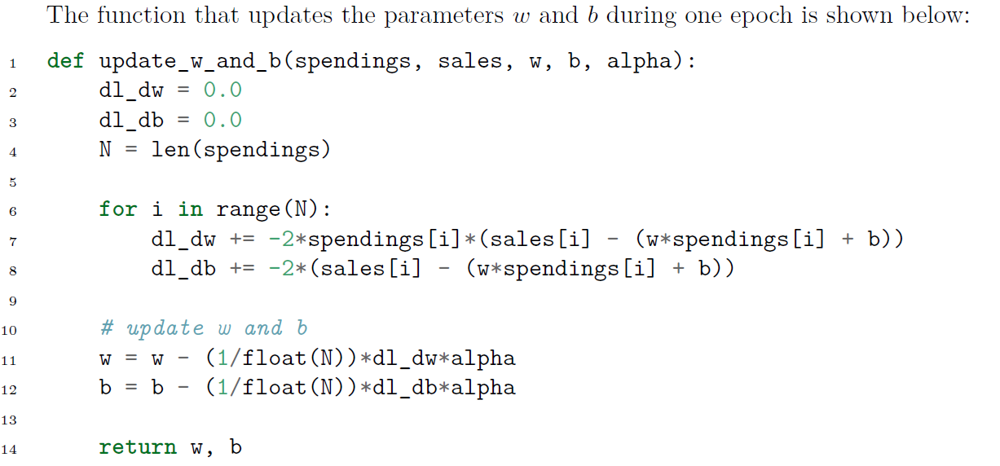 The function that updates the parameters w and b during one epoch is shown below:
1 def update_w_and_b(spendings, sales, w, b, alpha):
2     dl_dw = 0.0
3     dl_db = 0.0
4     N = len(spendings)
5
6     for i in range(N):
7         dl_dw += -2*spendings[i]*(sales[i] - (w*spendings[i] + b))
8         dl_db += -2*(sales[i] - (w*spendings[i] + b))
9
10     # update w and b
11     w = w - (1/float(N))*dl_dw*alpha
12     b = b - (1/float(N))*dl_db*alpha
13
14     return w, b